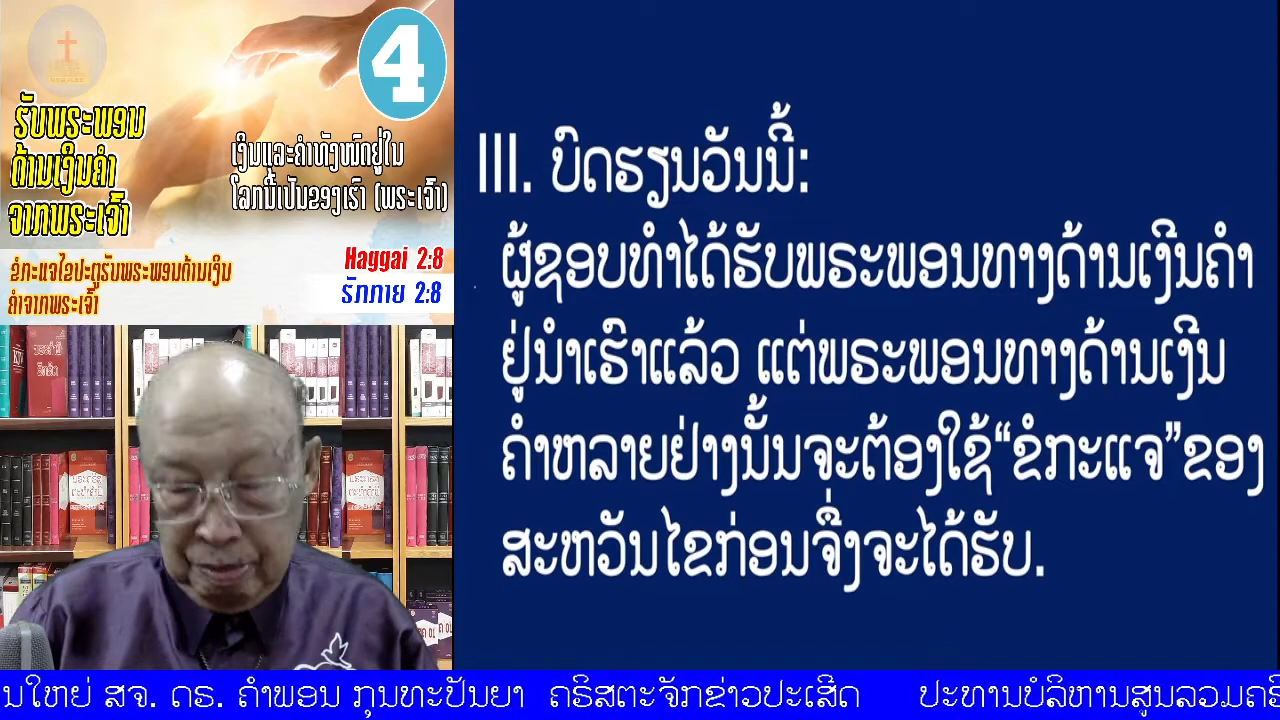 4
ຮັບພຣະພອນ
ດ້ານເງິນຄຳ
ຈາກພຣະເຈົ້າ
ເງິນແລະຄຳທັງໝົດຢູ່ໃນ
ໂລກນີ້ເປັນຂອງເຮົາ (ພຣະເຈົ້າ)
Haggai 2:8
ຮັກກາຍ 2:8
ຂໍກະແຈໄຂປະຕູຮັບພຣະພອນດ້ານເງິນ
ຄຳຈາກພຣະເຈົ້າ
III. ບົດຮຽນວັນນີ້:
ຜູ້ຊອບທຳໄດ້ຮັບພຣະພອນທາງດ້ານເງີນຄຳ
ຢູ່ນຳເຮົາແລ້ວ ແຕ່ພຣະພອນທາງດ້ານເງີນ
ຄຳຫລາຍຢ່າງນັ້ນຈະຕ້ອງໃຊ້“ຂໍກະແຈ”ຂອງ
ສະຫວັນໄຂກ່ອນຈຶ່ງຈະໄດ້ຮັບ.
ນໃຫຍ່ ສຈ. ດຣ. ຄຳພອນ ກຸນທະປັນຍາ ຄຣິສຕະຈັກຂ່າວປະເສີດ ປະທານບໍລິຫານສູນລວມຄຣິ